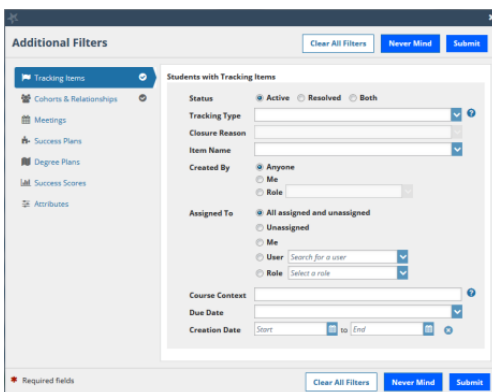 Additional Filters
Clear All Filters
Never Mind
Submit
Tracking Items
Cohorts & Relationships
Meetings
Success Plans
Degree Plans
Success Scores
Attributes
Students with Tracking Items
Status Active Resolved Both
Tracking Type
Closure Reason
Item Name
Created By Anyone
Me
Role
Assigned To All assigned and unassigned
Unassigned
Me
User Search for a user
Role Select a role
Course Context
Due Date
Creation Date Start to End
* Required fields
Clear All Filters
Never Mind
Submit